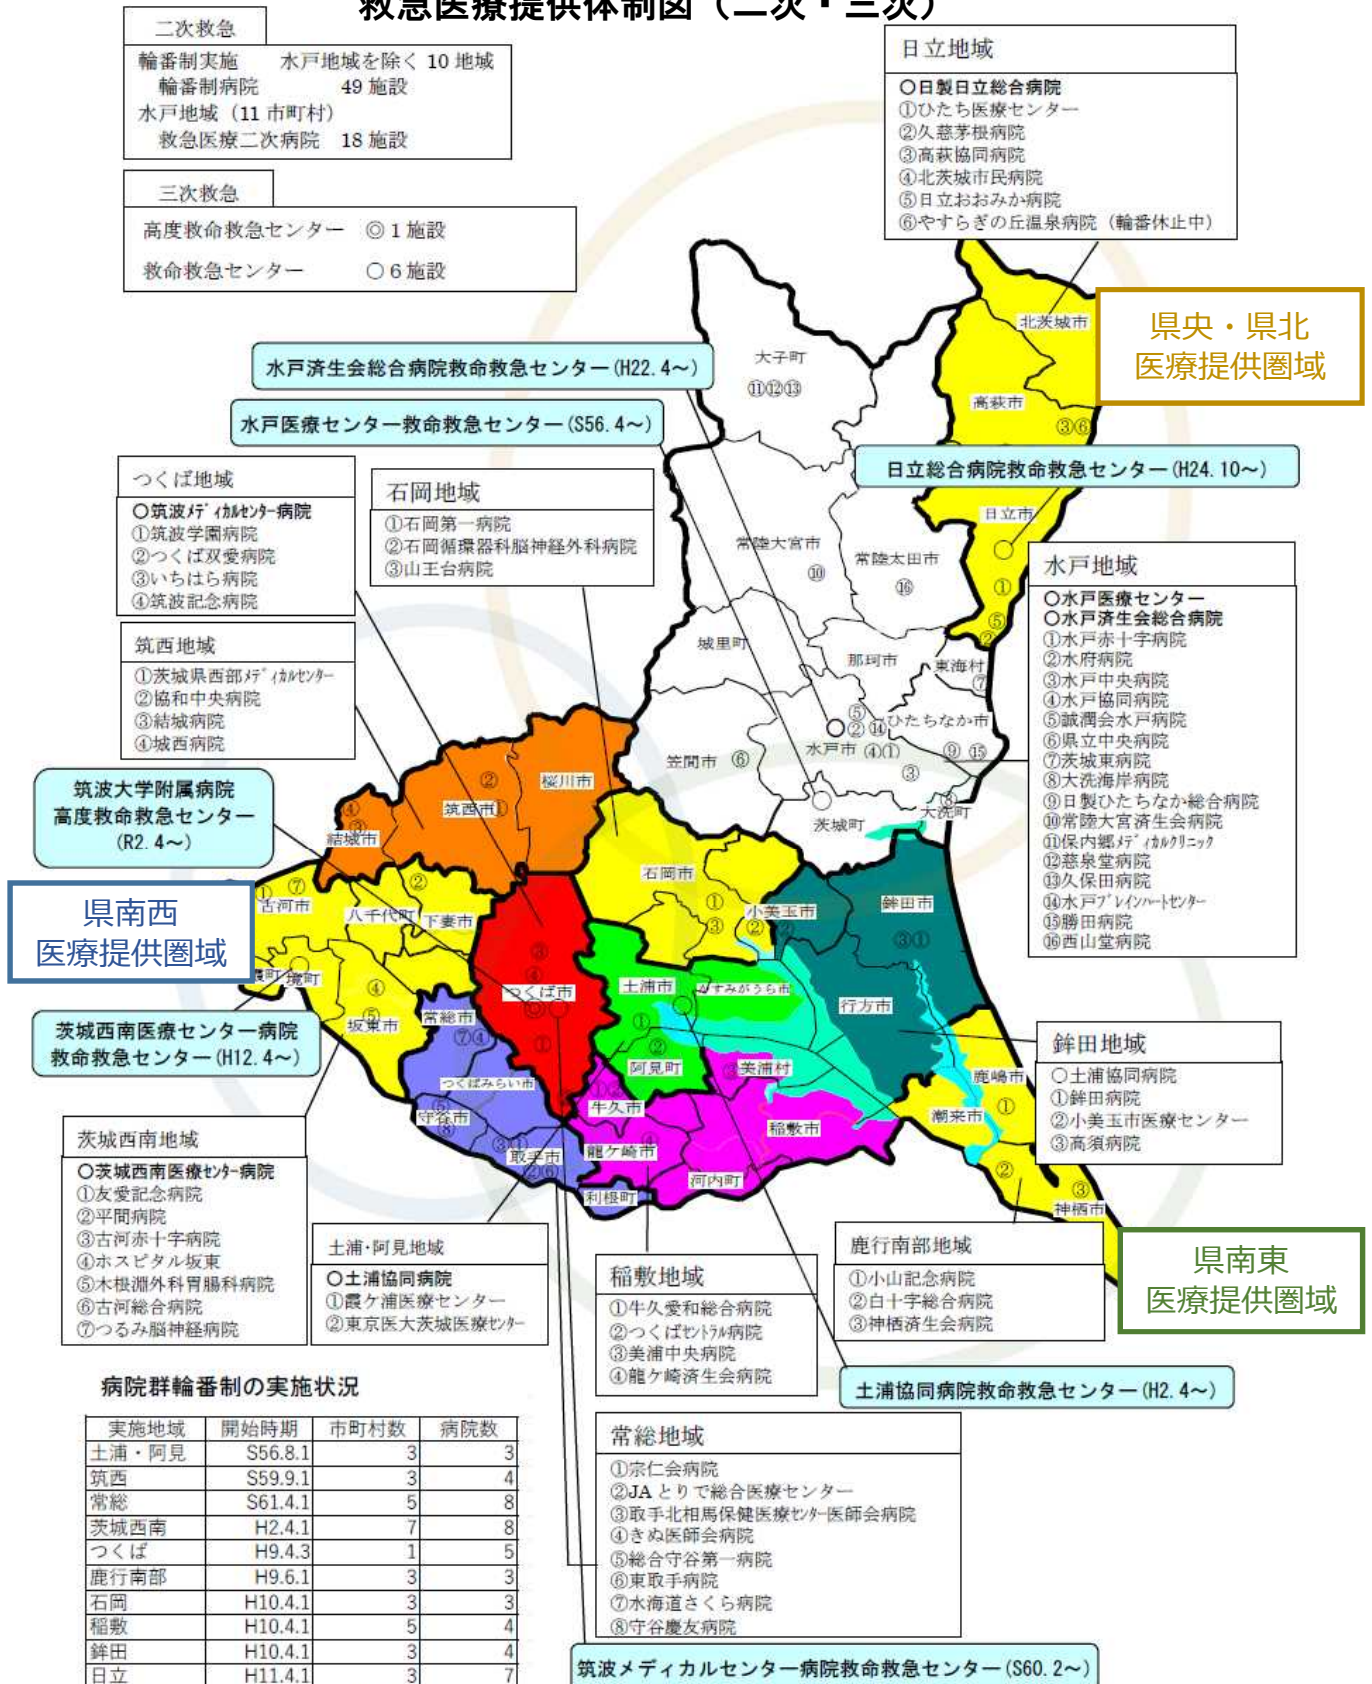 救急医療提供体制図（二次・三次）
二次救急
輪番制実施　水戸地域を除く 10 地域
輪番制病院　49 施設
水戸地域（11 市町村）
救急医療二次病院　18 施設
三次救急
高度救命救急センター　◎1 施設
救命救急センター　○6 施設
日立地域
○日製日立総合病院
①ひたち医療センター
②久慈茅根病院
③高萩協同病院
④北茨城市民病院
⑤日立おおみか病院
⑥やすらぎの丘温泉病院（輪番休止中）
県央・県北
医療提供圏域
水戸済生会総合病院救命救急センター(H22.4～)
水戸医療センター救命救急センター(S56.4～)
日立総合病院救命救急センター(H24.10～)
つくば地域
○筑波ﾒﾃﾞｨｶﾙｾﾝﾀｰ病院
①筑波学園病院
②つくば双愛病院
③いちはら病院
④筑波記念病院
石岡地域
①石岡第一病院
②石岡循環器科脳神経外科病院
③山王台病院
筑西地域
①茨城県西部ﾒﾃﾞｨｶﾙｾﾝﾀｰ
②協和中央病院
③結城病院
④城西病院
水戸地域
○水戸医療センター
○水戸済生会総合病院
①水戸赤十字病院
②水府病院
③水戸中央病院
④水戸協同病院
⑤誠潤会水戸病院
⑥県立中央病院
⑦茨城東病院
⑧大洗海岸病院
⑨日製ひたちなか総合病院
⑩常陸大宮済生会病院
⑪保内郷ﾒﾃﾞｨｶﾙｸﾘﾆｯｸ
⑫慈泉堂病院
⑬久保田病院
⑭水戸ﾌﾞﾚｲﾝﾊｰﾄｾﾝﾀｰ
⑮勝田病院
⑯西山堂病院
筑波大学附属病院
高度救命救急センター
(R2.4～)
県南西
医療提供圏域
茨城西南医療センター病院
救命救急センター(H12.4～)
北茨城市
大子町
⑪⑫⑬
高萩市
③⑥
日立市
①
⑤
②
常陸大宮市
⑩
常陸太田市
⑯
城里町
那珂市
東海村
⑦
⑤
②⑭
ひたちなか市
⑨⑮
水戸市 ④①
③
笠間市 ⑥
⑧
大洗町
茨城町
桜川市
②
筑西市①
④
③
結城市
石岡市
①
③
小美玉市
②
②
鉾田市
③①
①⑦
古河市
②
八千代町
下妻市
境町
④
⑤
坂東市
③
④
つくば市
①
土浦市
①
かすみがうら市
②
阿見町
行方市
常総市
⑦④
つくばみらい市
⑤
守谷市
⑧
③①
取手市
②⑥
利根町
①②
牛久市
③美浦村
④
龍ケ崎市
稲敷市
河内町
鹿嶋市
①
潮来市
②
③
神栖市
鉾田地域
○土浦協同病院
①鉾田病院
②小美玉市医療センター
③高須病院
茨城西南地域
○茨城西南医療ｾﾝﾀｰ病院
①友愛記念病院
②平間病院
③古河赤十字病院
④ホスピタル坂東
⑤木根淵外科胃腸科病院
⑥古河総合病院
⑦つるみ脳神経病院
土浦・阿見地域
○土浦協同病院
①霞ケ浦医療センター
②東京医大茨城医療ｾﾝﾀｰ
稲敷地域
①牛久愛和総合病院
②つくばｾﾝﾄﾗﾙ病院
③美浦中央病院
④龍ケ崎済生会病院
鹿行南部地域
①小山記念病院
②白十字総合病院
③神栖済生会病院
県南東
医療提供圏域
土浦協同病院救命救急センター(H2.4～)
常総地域
①宗仁会病院
②JA とりで総合医療センター
③取手北相馬保健医療ｾﾝﾀｰ医師会病院
④きぬ医師会病院
⑤総合守谷第一病院
⑥東取手病院
⑦水海道さくら病院
⑧守谷慶友病院
筑波メディカルセンター病院救命救急センター(S60.2～)
病院群輪番制の実施状況
実施地域　開始時期　市町村数　病院数
土浦・阿見　S56.8.1　3　3
筑西　S59.9.1　3　4
常総　S61.4.1　5　8
茨城西南　H2.4.1　7　8
つくば　H9.4.3　1　5
鹿行南部　H9.6.1　3　3
石岡　H10.4.1　3　3
稲敷　H10.4.1　5　4
鉾田　H10.4.1　3　4
日立　H11.4.1　3　7